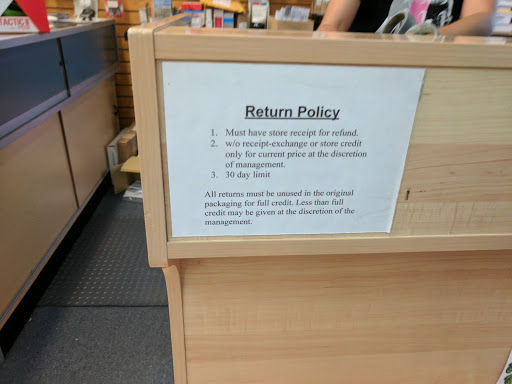 TACTICS
Return Policy
1. Must have store receipt for refund.
2. w/o receipt-exchange or store credit
only for current price at the discretion
of management.
3. 30 day limit
All returns must be unused in the original
packaging for full credit. Less than full
credit may be given at the discretion of the
management.